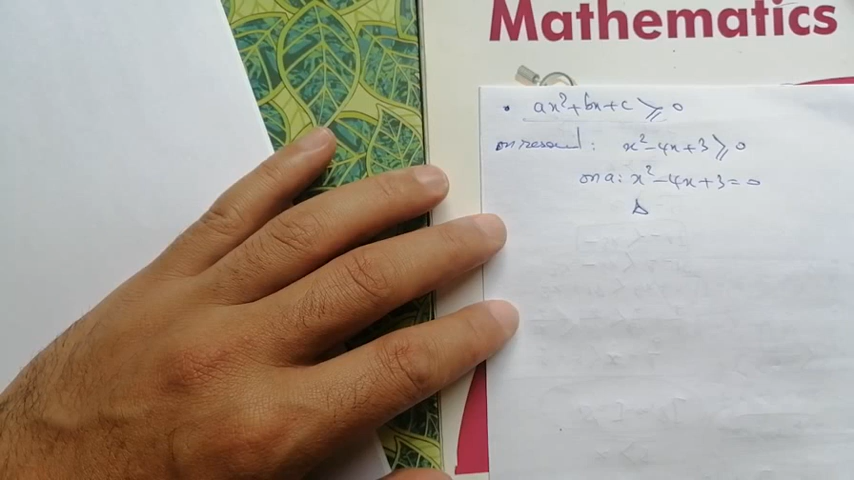 Mathematics
• ax²+bx+c ⩾ 0
on resoud : x²-4x+3 ⩾ 0
on a : x²-4x+3=0
Δ